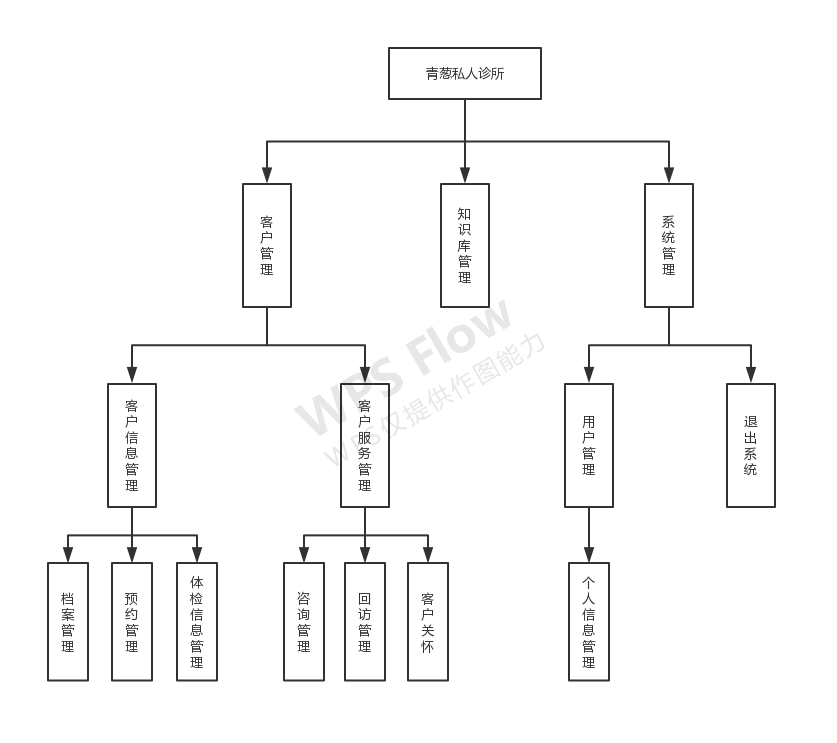 青葱私人诊所
客户管理
知识库管理
系统管理
WPS Flow
WPS仅提供作图能力
客户信息管理
客户服务管理
用户管理
退出系统
档案管理
预约管理
体检信息管理
咨询管理
回访管理
客户关怀
个人信息管理